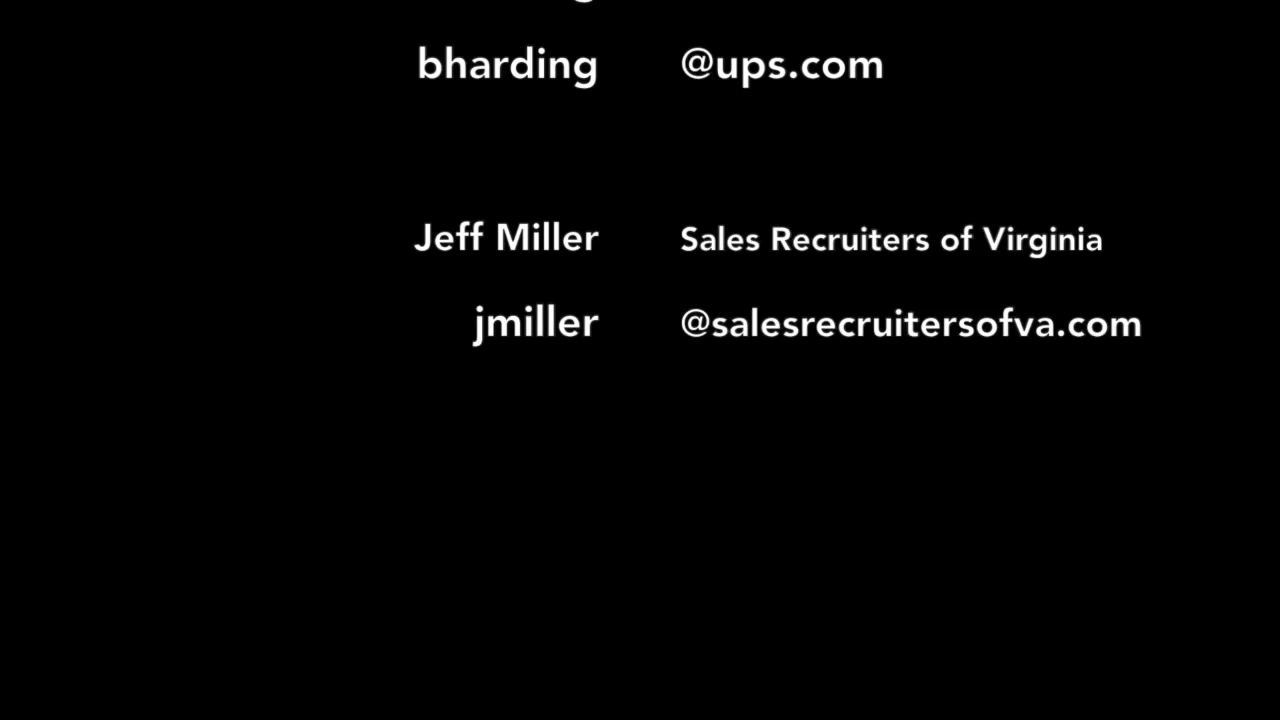 bharding @ups.com
Jeff Miller Sales Recruiters of Virginia
jmiller @salesrecruitersofva.com